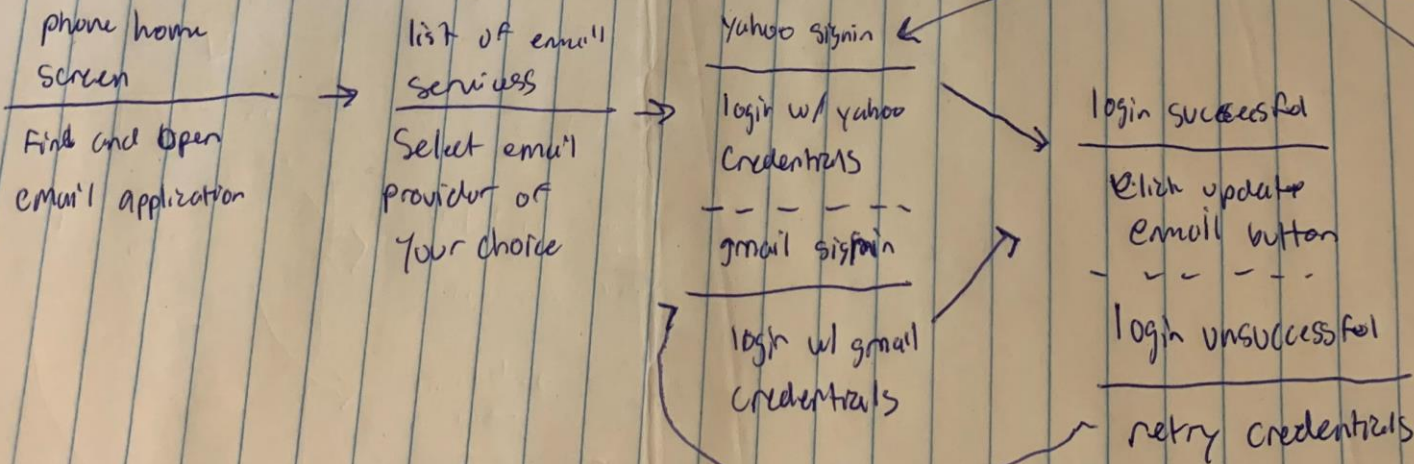 phone home
screen
Find and Open
email application
list of email
services
Select email
provider of
Your choice
yahoo signin
login w/ yahoo
Credentials
gmail signin
login w/ gmail
credentials
login successful
Click update
email button
login unsuccessful
retry credentials